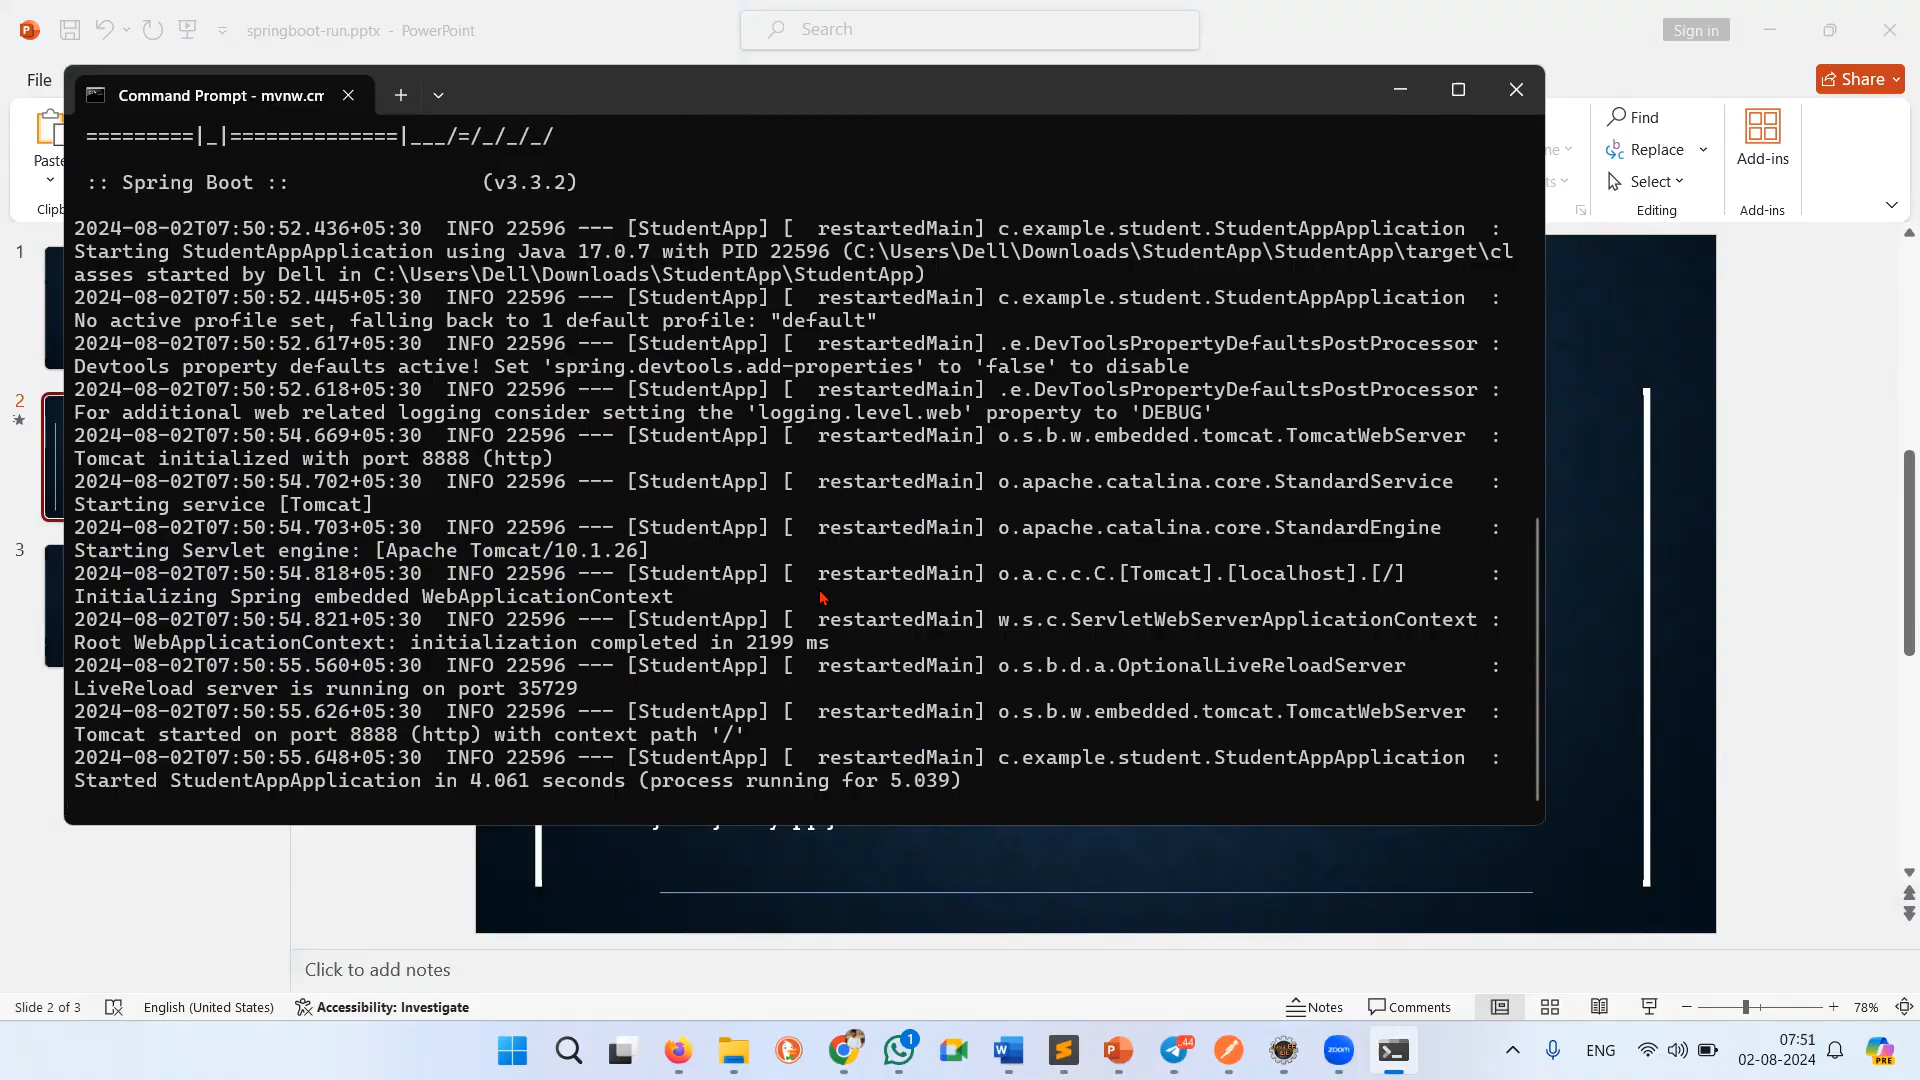 springboot-run.pptx - PowerPoint
Search
Sign in
File
Share
Command Prompt - mvnw.cm
Paste
Find
Replace
Select
Add-ins
Editing
Add-ins
=========|_|==============|___/=/_/_/_/
:: Spring Boot ::                (v3.3.2)
2024-08-02T07:50:52.436+05:30  INFO 22596 --- [StudentApp] [  restartedMain] c.example.student.StudentAppApplication  :
Starting StudentAppApplication using Java 17.0.7 with PID 22596 (C:\Users\Dell\Downloads\StudentApp\StudentApp\target\cl
asses started by Dell in C:\Users\Dell\Downloads\StudentApp\StudentApp)
2024-08-02T07:50:52.445+05:30  INFO 22596 --- [StudentApp] [  restartedMain] c.example.student.StudentAppApplication  :
No active profile set, falling back to 1 default profile: "default"
2024-08-02T07:50:52.617+05:30  INFO 22596 --- [StudentApp] [  restartedMain] .e.DevToolsPropertyDefaultsPostProcessor :
Devtools property defaults active! Set 'spring.devtools.add-properties' to 'false' to disable
2024-08-02T07:50:52.618+05:30  INFO 22596 --- [StudentApp] [  restartedMain] .e.DevToolsPropertyDefaultsPostProcessor :
For additional web related logging consider setting the 'logging.level.web' property to 'DEBUG'
2024-08-02T07:50:54.669+05:30  INFO 22596 --- [StudentApp] [  restartedMain] o.s.b.w.embedded.tomcat.TomcatWebServer  :
Tomcat initialized with port 8888 (http)
2024-08-02T07:50:54.702+05:30  INFO 22596 --- [StudentApp] [  restartedMain] o.apache.catalina.core.StandardService   :
Starting service [Tomcat]
2024-08-02T07:50:54.703+05:30  INFO 22596 --- [StudentApp] [  restartedMain] o.apache.catalina.core.StandardEngine    :
Starting Servlet engine: [Apache Tomcat/10.1.26]
2024-08-02T07:50:54.818+05:30  INFO 22596 --- [StudentApp] [  restartedMain] o.a.c.c.C.[Tomcat].[localhost].[/]       :
Initializing Spring embedded WebApplicationContext
2024-08-02T07:50:54.821+05:30  INFO 22596 --- [StudentApp] [  restartedMain] w.s.c.ServletWebServerApplicationContext :
Root WebApplicationContext: initialization completed in 2199 ms
2024-08-02T07:50:55.560+05:30  INFO 22596 --- [StudentApp] [  restartedMain] o.s.b.d.a.OptionalLiveReloadServer       :
LiveReload server is running on port 35729
2024-08-02T07:50:55.626+05:30  INFO 22596 --- [StudentApp] [  restartedMain] o.s.b.w.embedded.tomcat.TomcatWebServer  :
Tomcat started on port 8888 (http) with context path '/'
2024-08-02T07:50:55.648+05:30  INFO 22596 --- [StudentApp] [  restartedMain] c.example.student.StudentAppApplication  :
Started StudentAppApplication in 4.061 seconds (process running for 5.039)
1
2
3
Click to add notes
Slide 2 of 3
English (United States)
Accessibility: Investigate
Notes
Comments
78%
1
44
zoom
ENG
07:51
02-08-2024
PRE